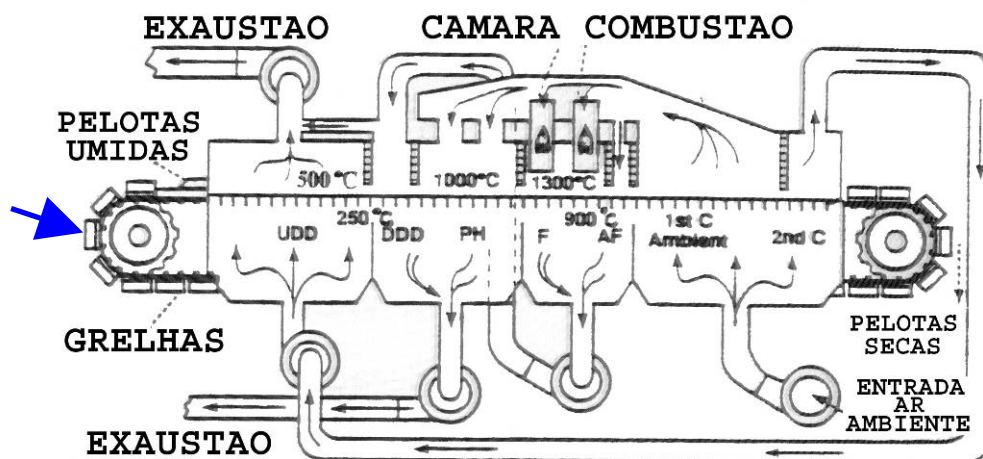 EXAUSTAO
CAMARA COMBUSTAO
PELOTAS
UMIDAS
500°C
1000°C
1300°C
250°C
900°C
1st C
Ambient
2nd C
UDD
DDD
PH
F
AF
GRELHAS
PELOTAS
SECAS
ENTRADA
AR
AMBIENTE
EXAUSTAO